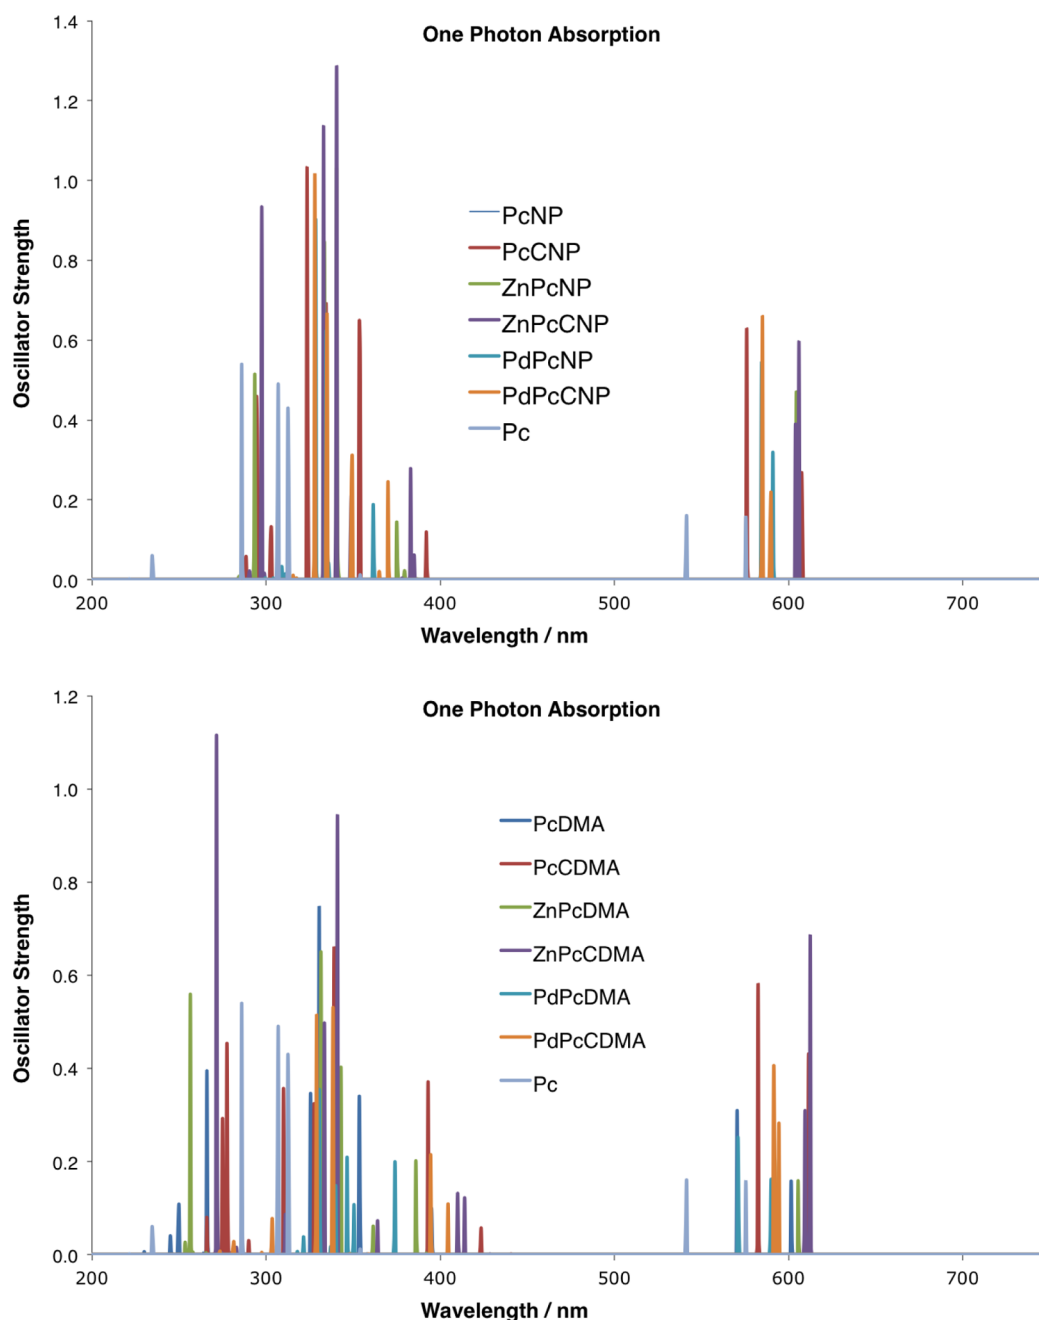 One Photon Absorption
1.4
1.2
1.0
0.8
0.6
0.4
0.2
0.0
Oscillator Strength
PcNP
PcCNP
ZnPcNP
ZnPcCNP
PdPcNP
PdPcCNP
Pc
200 300 400 500 600 700
Wavelength / nm
One Photon Absorption
1.2
1.0
0.8
0.6
0.4
0.2
0.0
Oscillator Strength
PcDMA
PcCDMA
ZnPcDMA
ZnPcCDMA
PdPcDMA
PdPcCDMA
Pc
200 300 400 500 600 700
Wavelength / nm